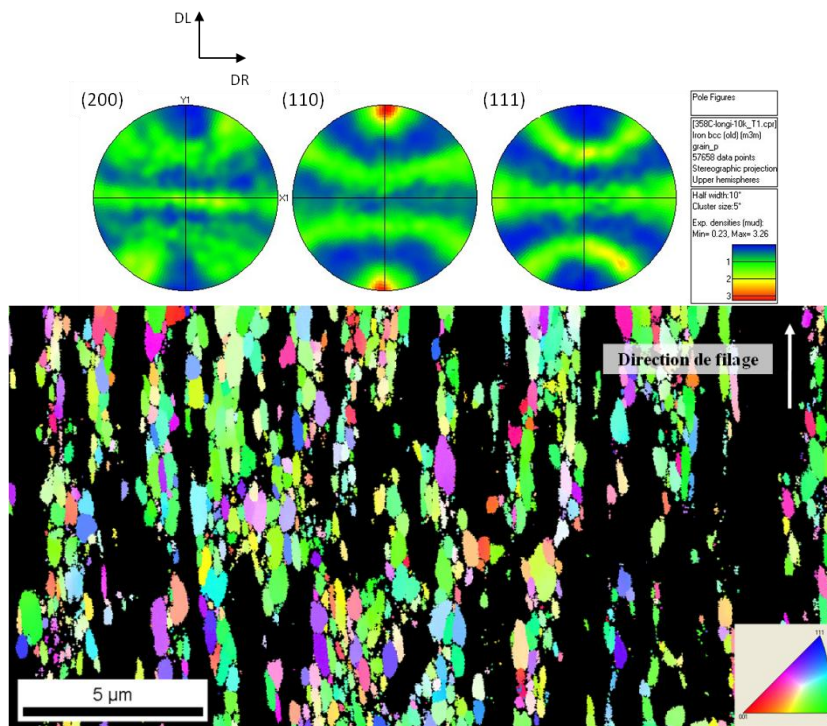 DL
DR
(200)
(110)
(111)
Y1
X1
Pole Figures
[358C-longi-10k_T1.cpr]
Iron bcc (old) (m3m)
grain_p
57658 data points
Stereographic projection
Upper hemispheres
Half width:10°
Cluster size:5°
Exp. densities (mud):
Min= 0.23, Max= 3.26
1
2
3
Direction de filage
5 µm
111
001